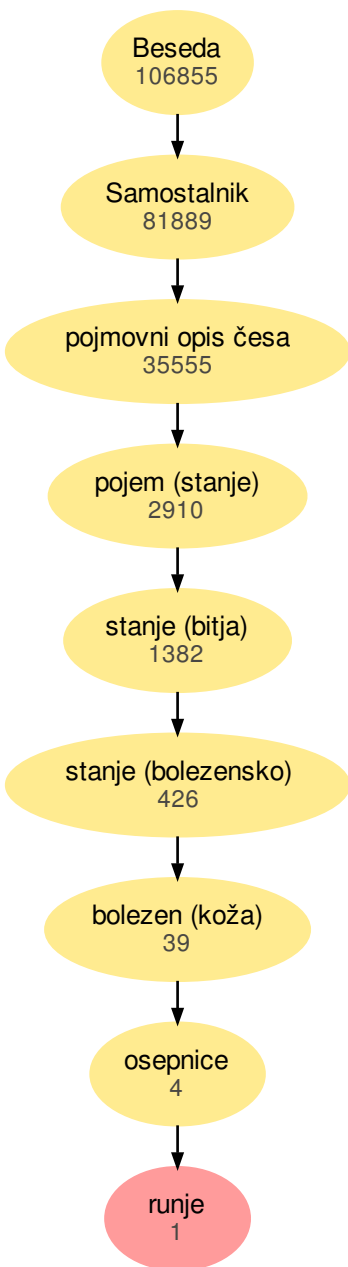 Beseda
106855
Samostalnik
81889
pojmovni opis česa
35555
pojem (stanje)
2910
stanje (bitja)
1382
stanje (bolezensko)
426
bolezen (koža)
39
osepnice
4
runje
1